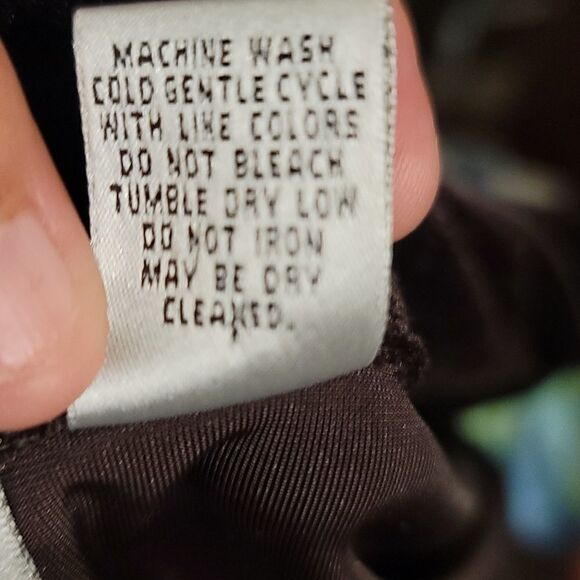 MACHINE WASH
COLD GENTLE CYCLE
WITH LIKE COLORS
DO NOT BLEACH
TUMBLE DRY LOW
DO NOT IRON
MAY BE DRY
CLEANED.